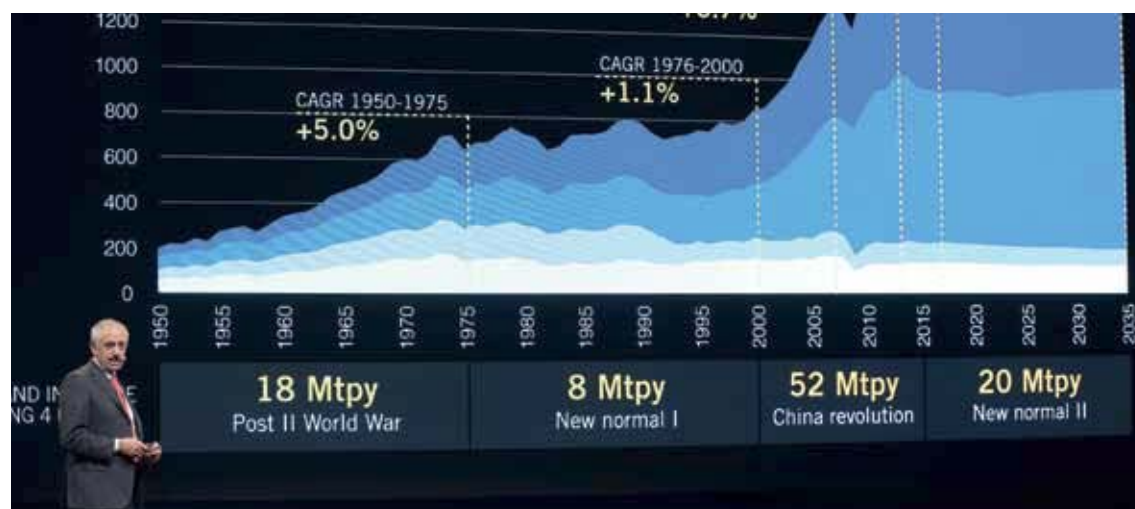 1200
1000
800
600
400
200
0
CAGR 1976-2000
+1.1%
CAGR 1950-1975
+5.0%
1950 1955 1960 1965 1970 1975 1980 1985 1990 1995 2000 2005 2010 2015 2020 2025 2030 2035
18 Mtpy
Post II World War
8 Mtpy
New normal I
52 Mtpy
China revolution
20 Mtpy
New normal II